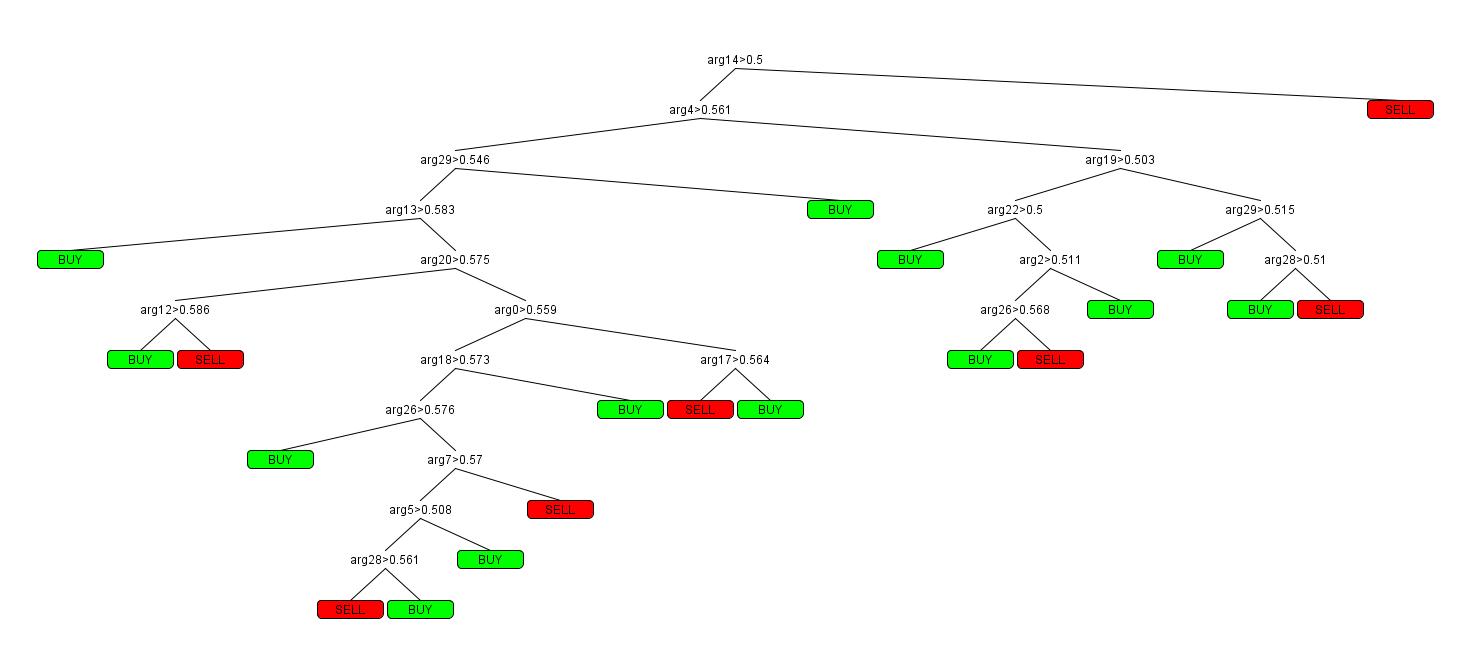 arg14>0.5
arg4>0.561 SELL
arg29>0.546 arg19>0.503
arg13>0.583 BUY arg22>0.5 arg29>0.515
BUY arg20>0.575 BUY arg2>0.511 BUY arg28>0.51
arg12>0.586 arg0>0.559 arg26>0.568 BUY BUY SELL
BUY SELL arg18>0.573 arg17>0.564 BUY SELL
arg26>0.576 BUY SELL BUY
BUY arg7>0.57
arg5>0.508 SELL
arg28>0.561 BUY
SELL BUY